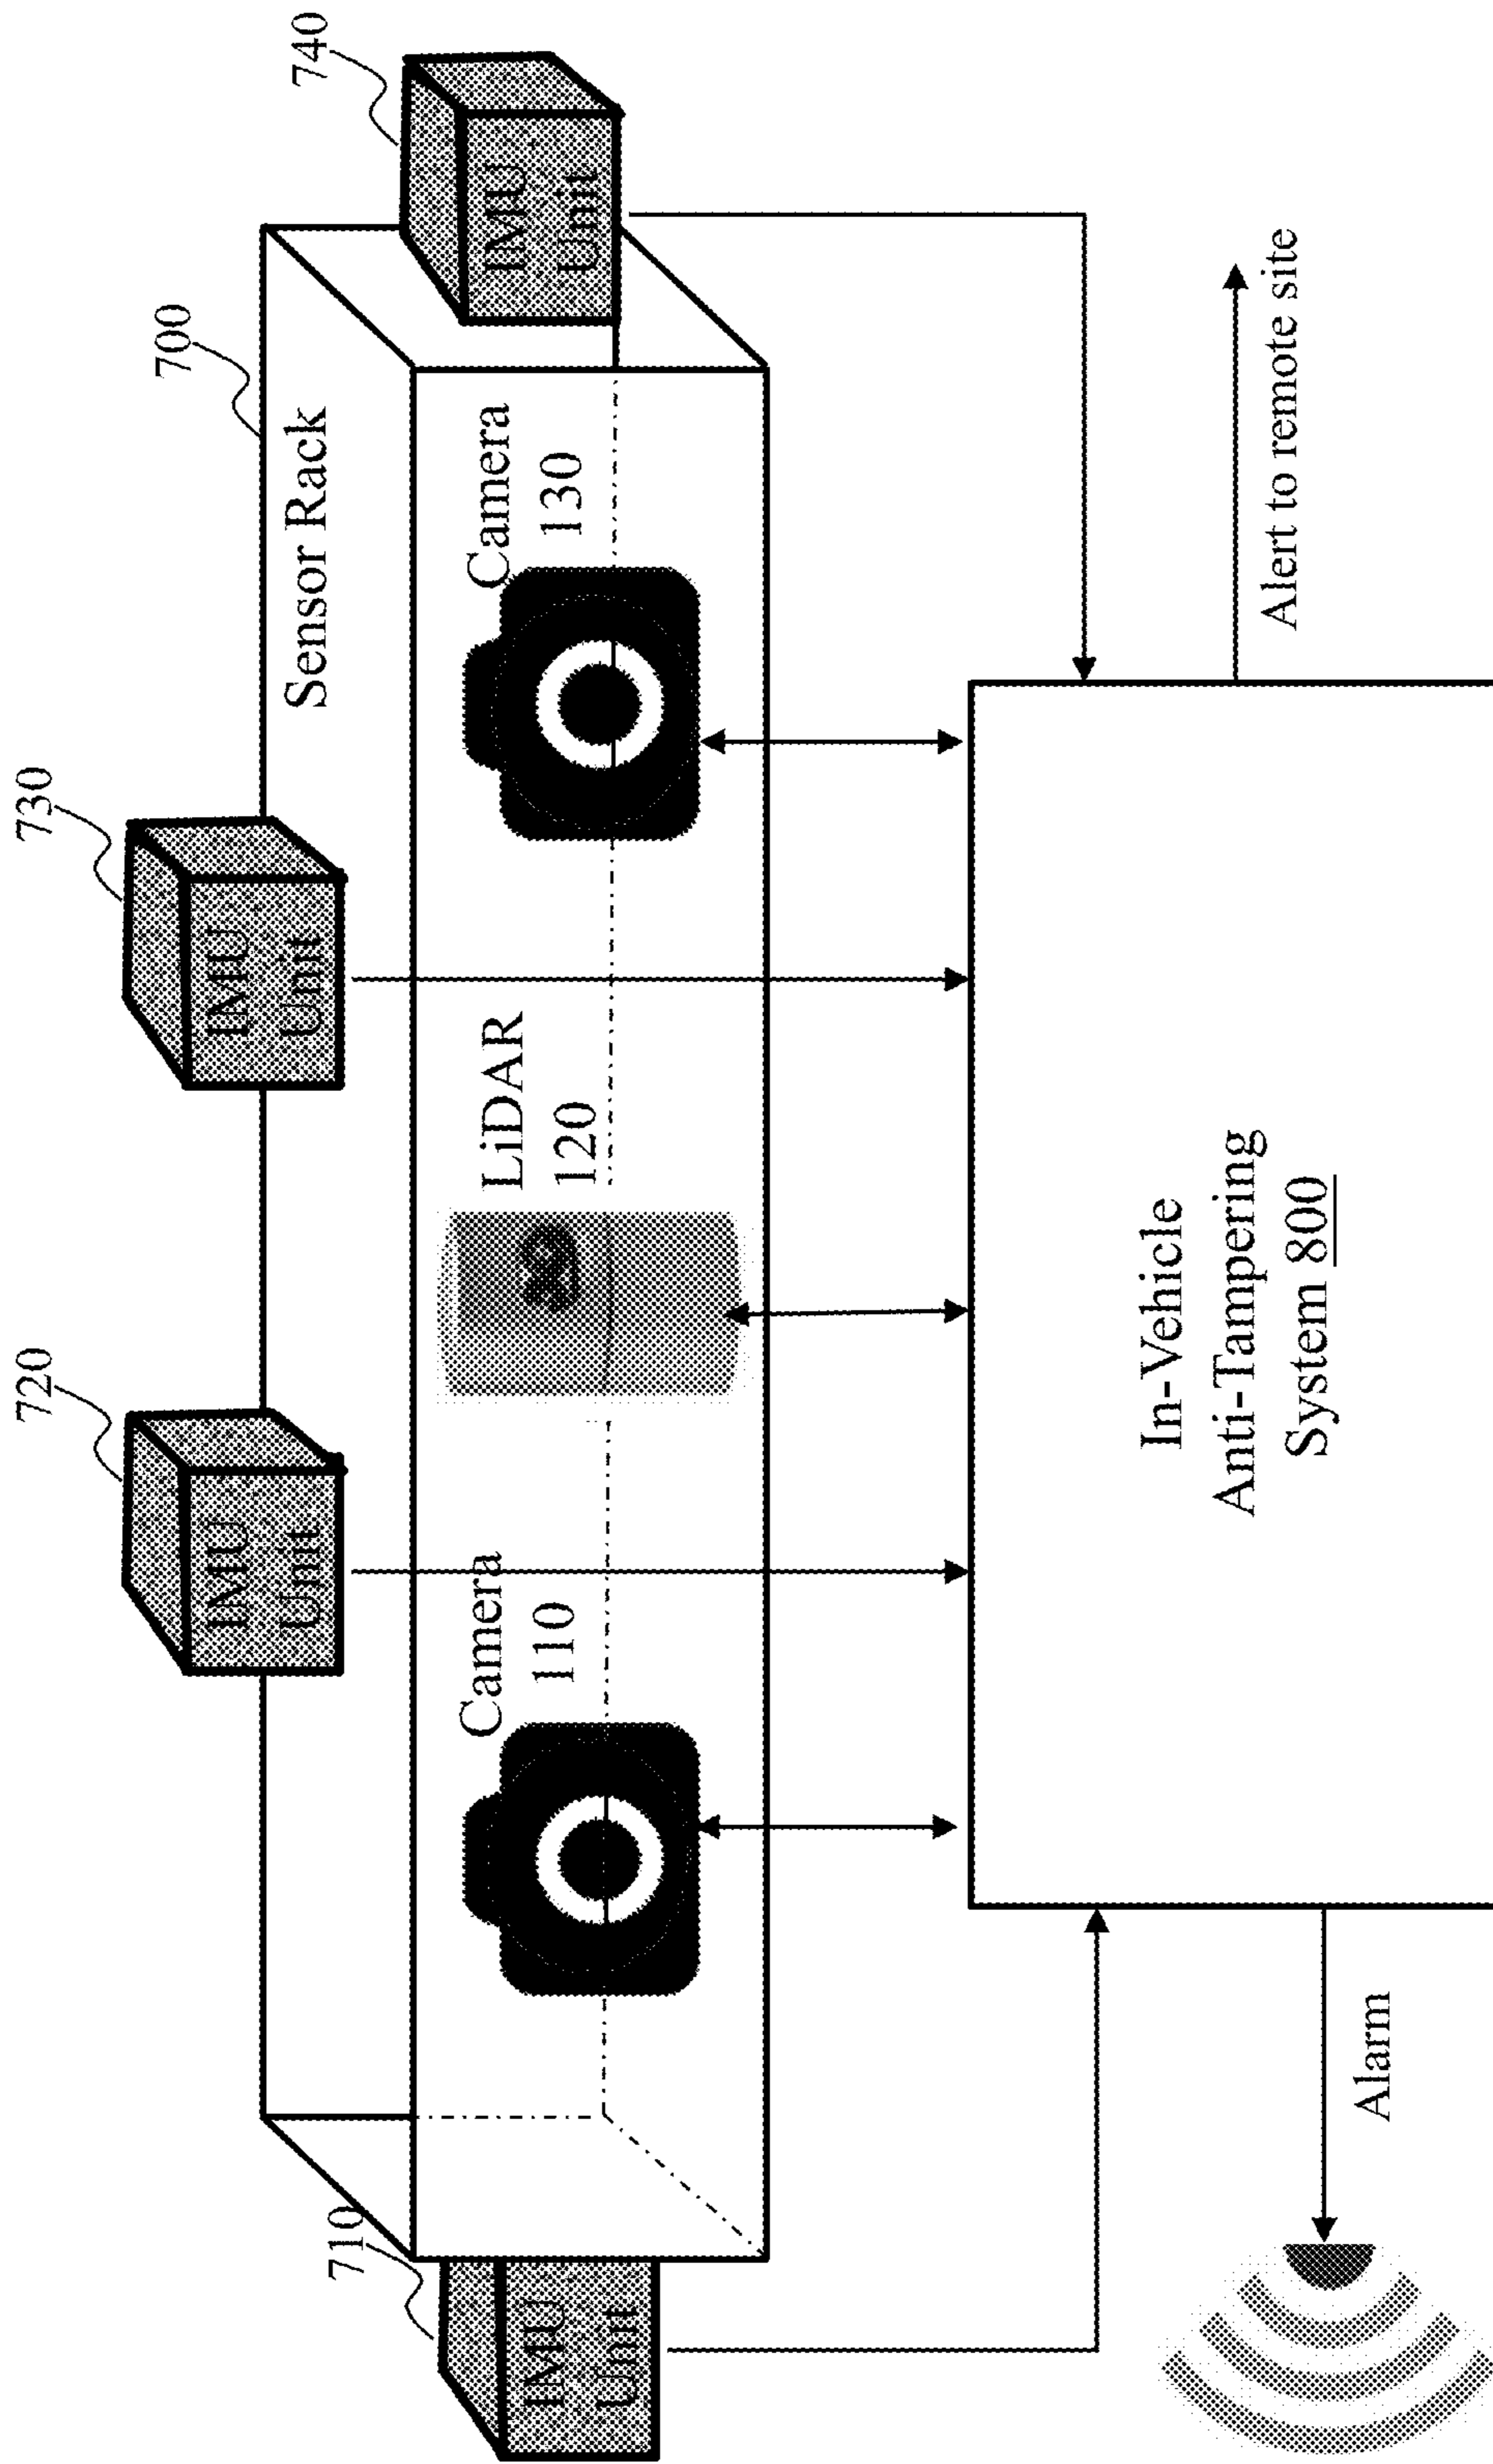 720
730
740
700
Sensor Rack
710
IMU
Unit
IMU
Unit
IMU
Unit
IMU
Unit
Camera
110
LiDAR
120
Camera
130
In-Vehicle
Anti-Tampering
System 800
Alarm
Alert to remote site